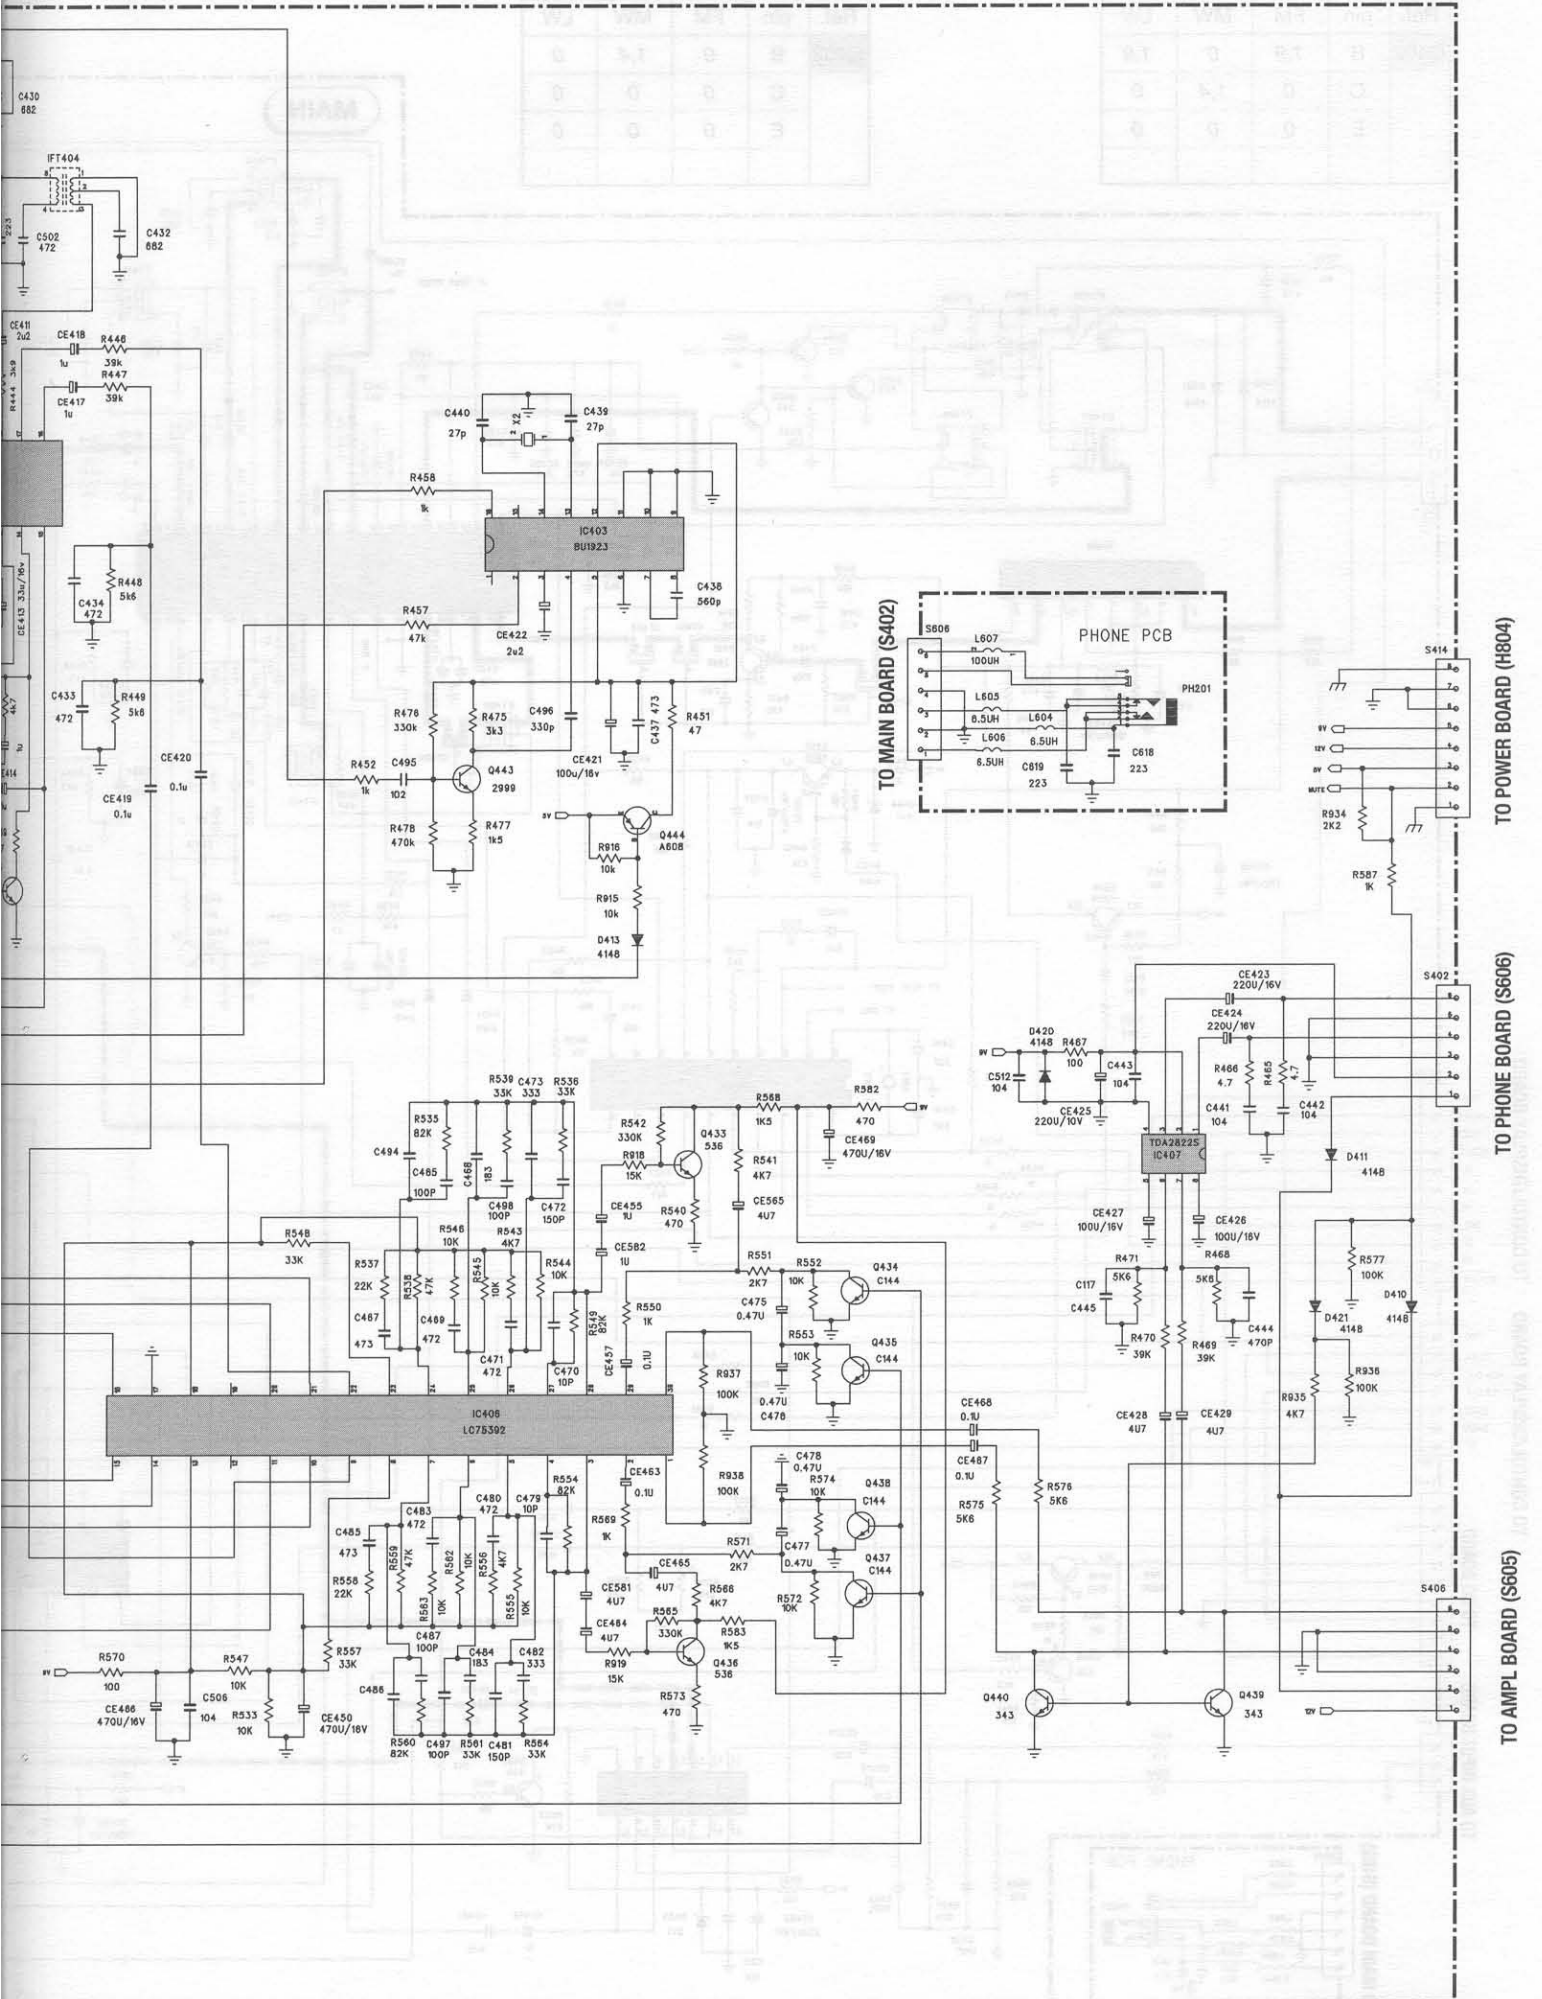 C430
682
IFT404
C502
472
223
C432
682
CE411
2u2
CE418
1u
R446
39k
R447
39k
CE417
1u
R444 3k9
C440
27p
X2
C439
27p
R458
1k
IC403
BU1923
C438
560p
R457
47k
CE422
2u2
CE413 33u/16v
C434
472
R448
5k6
C433
472
R449
5k6
4k7
CE419
0.1u
CE420
0.1u
R476
330k
R475
3k3
C496
330p
C437 473
R451
47
CE421
100u/16v
R452
1k
C495
102
Q443
2999
R478
470k
R477
1k5
5V
Q444
A608
R916
10k
R915
10k
D413
4148
TO MAIN BOARD (S402)
S606
PHONE PCB
L607
100UH
L605
6.5UH
L604
6.5UH
L606
6.5UH
PH201
C619
223
C618
223
S414
9V
12V
5V
MUTE
R934
2K2
R587
1K
TO POWER BOARD (H804)
S402
TO PHONE BOARD (S606)
CE423
220U/16V
CE424
220U/16V
9V
D420
4148
R467
100
C512
104
C443
104
CE425
220U/10V
R466
4.7
R465
4.7
C441
104
C442
104
TDA2822S
IC407
D411
4148
CE427
100U/16V
CE426
100U/16V
R471
5K6
R468
5K6
C117
C445
C444
470P
R470
39K
R469
39K
R577
100K
D421
4148
D410
4148
R935
4K7
R936
100K
CE428
4U7
CE429
4U7
R539
33K
C473
333
R536
33K
R535
82K
C494
C465
100P
C468
183
C498
100P
C472
150P
R542
330K
Q433
536
R918
15K
R568
1K5
R582
470
9V
CE469
470U/16V
R541
4K7
CE565
4U7
R540
470
CE455
1U
CE582
1U
R548
33K
R537
22K
R538
47K
R546
10K
R545
10K
R543
4K7
R544
10K
C467
473
C469
472
C471
472
C470
10P
R549
82K
R550
1K
CE457
0.1U
R551
2K7
R552
10K
Q434
C144
C475
0.47U
R553
10K
Q435
C144
0.47U
C476
R937
100K
IC406
LC75392
R938
100K
CE468
0.1U
CE467
0.1U
R575
5K6
R576
5K6
C478
0.47U
R574
10K
Q438
C144
C477
0.47U
R571
2K7
R572
10K
Q437
C144
CE463
0.1U
R569
1K
R554
82K
C479
10P
C480
472
C483
472
C485
473
R558
22K
R559
47K
R563
10K
R562
10K
R556
4K7
R555
10K
CE465
4U7
R566
4K7
CE581
4U7
CE464
4U7
R565
330K
R583
1K5
Q436
536
R919
15K
R573
470
R557
33K
C487
100P
C484
183
C482
333
C486
R560
82K
C497
100P
R561
33K
C481
150P
R564
33K
9V
R570
100
CE466
470U/16V
C506
104
R547
10K
R533
10K
CE450
470U/16V
Q440
343
Q439
343
12V
S406
TO AMPL BOARD (S605)